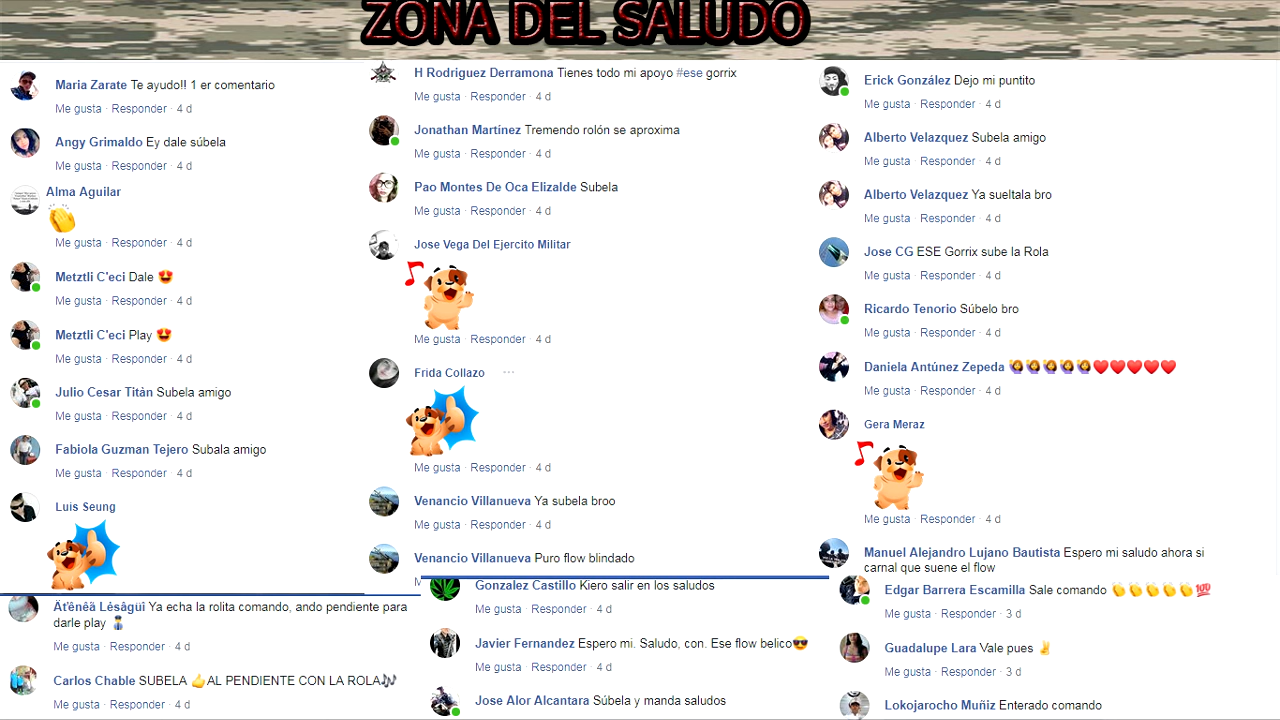 ZONA DEL SALUDO
Maria Zarate Te ayudo!! 1 er comentario
Me gusta · Responder · 4 d
Angy Grimaldo Ey dale súbela
Me gusta · Responder · 4 d
Alma Aguilar
Me gusta · Responder · 4 d
Metztli C'eci Dale 😍
Me gusta · Responder · 4 d
Metztli C'eci Play 😍
Me gusta · Responder · 4 d
Julio Cesar Titàn Subela amigo
Me gusta · Responder · 4 d
Fabiola Guzman Tejero Subala amigo
Me gusta · Responder · 4 d
Luis Seung
Äťêñêã Lésâgüï Ya echa la rolita comando, ando pendiente para
darle play
Me gusta · Responder · 4 d
Carlos Chable SUBELA 👍AL PENDIENTE CON LA ROLA🎶
Me gusta · Responder · 4 d
H Rodriguez Derramona Tienes todo mi apoyo #ese gorrix
Me gusta · Responder · 4 d
Jonathan Martínez Tremendo rolón se aproxima
Me gusta · Responder · 4 d
Pao Montes De Oca Elizalde Subela
Me gusta · Responder · 4 d
Jose Vega Del Ejercito Militar
Me gusta · Responder · 4 d
Frida Collazo ···
Me gusta · Responder · 4 d
Venancio Villanueva Ya subela broo
Me gusta · Responder · 4 d
Venancio Villanueva Puro flow blindado
Gonzalez Castillo Kiero salir en los saludos
Me gusta · Responder · 4 d
Javier Fernandez Espero mi. Saludo, con. Ese flow belico😎
Me gusta · Responder · 4 d
Jose Alor Alcantara Súbela y manda saludos
Erick González Dejo mi puntito
Me gusta · Responder · 4 d
Alberto Velazquez Subela amigo
Me gusta · Responder · 4 d
Alberto Velazquez Ya sueltala bro
Me gusta · Responder · 4 d
Jose CG ESE Gorrix sube la Rola
Me gusta · Responder · 4 d
Ricardo Tenorio Súbelo bro
Me gusta · Responder · 4 d
Daniela Antúnez Zepeda 🙋‍♀️🙋‍♀️🙋‍♀️🙋‍♀️🙋‍♀️❤️❤️❤️❤️❤️
Me gusta · Responder · 4 d
Gera Meraz
Me gusta · Responder · 4 d
Manuel Alejandro Lujano Bautista Espero mi saludo ahora si
carnal que suene el flow
Edgar Barrera Escamilla Sale comando 👏👏👏👏👏💯
Me gusta · Responder · 3 d
Guadalupe Lara Vale pues ✌️
Me gusta · Responder · 3 d
Lokojarocho Muñiz Enterado comando